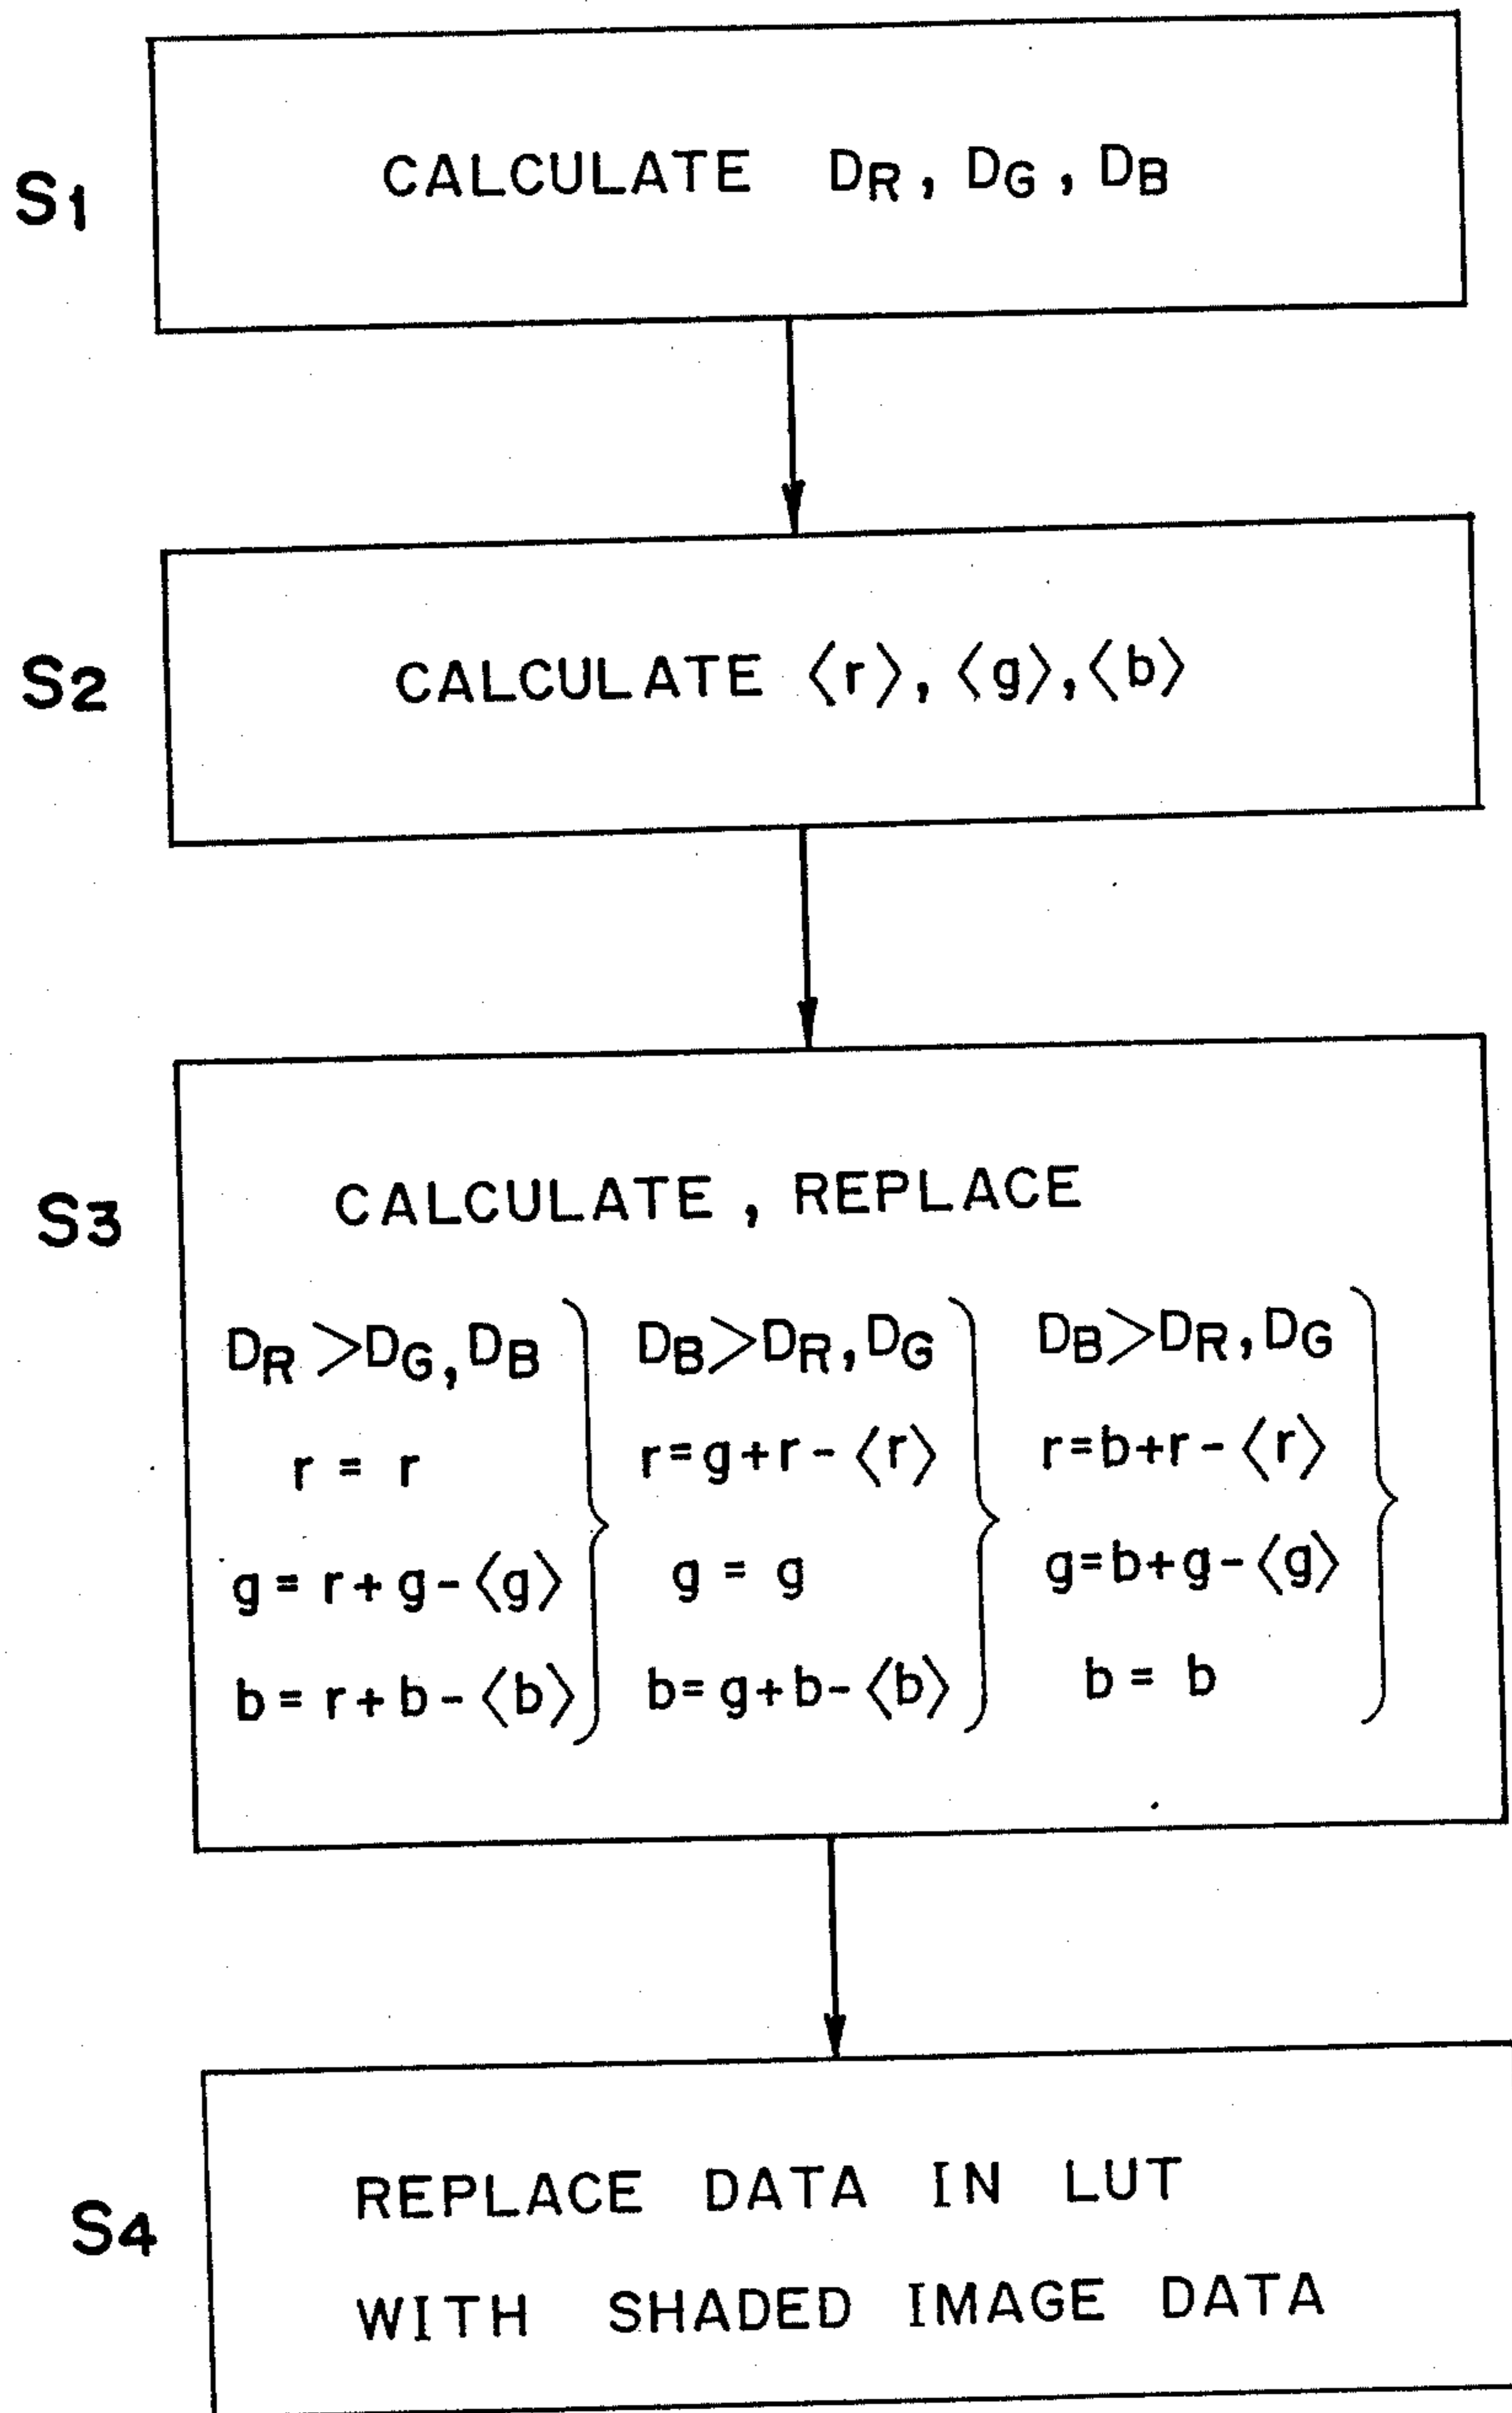 S1
CALCULATE DR, DG, DB
S2
CALCULATE 〈r〉, 〈g〉, 〈b〉
S3
CALCULATE, REPLACE
DR >DG, DB
r = r
g = r+g-〈g〉
b = r+b-〈b〉
DB>DR, DG
r=g+r-〈r〉
g = g
b=g+b-〈b〉
DB>DR, DG
r=b+r-〈r〉
g=b+g-〈g〉
b = b
S4
REPLACE DATA IN LUT
WITH SHADED IMAGE DATA